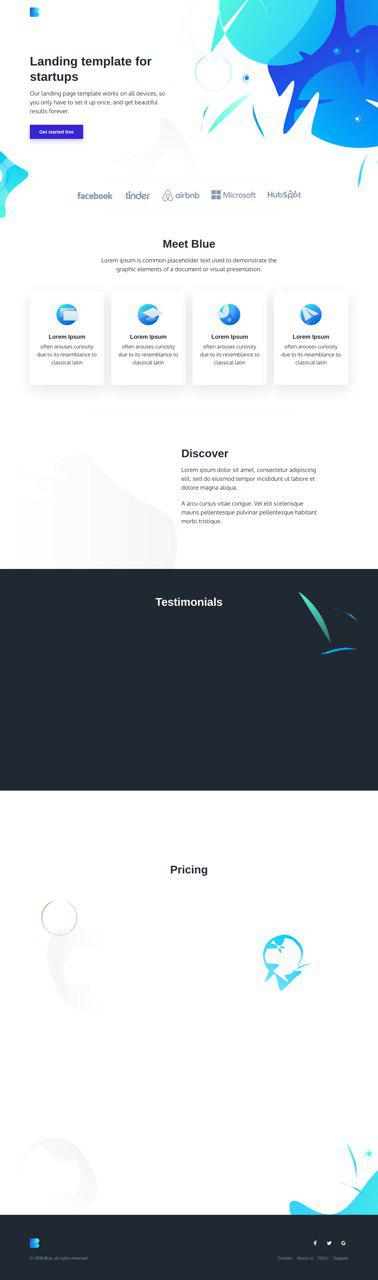 Landing template for
startups
Our landing page template works on all devices, so
you only have to set it up once, and get beautiful
results forever.
Get started free
facebook tinder airbnb Microsoft HubSpot
Meet Blue
Lorem ipsum is common placeholder text used to demonstrate the
graphic elements of a document or visual presentation.
Lorem Ipsum
often arouses curiosity
due to its resemblance to
classical latin
Lorem Ipsum
often arouses curiosity
due to its resemblance to
classical latin
Lorem Ipsum
often arouses curiosity
due to its resemblance to
classical latin
Lorem Ipsum
often arouses curiosity
due to its resemblance to
classical latin
Discover
Lorem ipsum dolor sit amet, consectetur adipiscing
elit, sed do eiusmod tempor incididunt ut labore et
dolore magna aliqua.
A arcu cursus vitae congue. Vel elit scelerisque
mauris pellentesque pulvinar pellentesque habitant
morbi tristique.
Testimonials
Pricing
© 2018 Blue, all rights reserved
Contact About us FAQ's Support